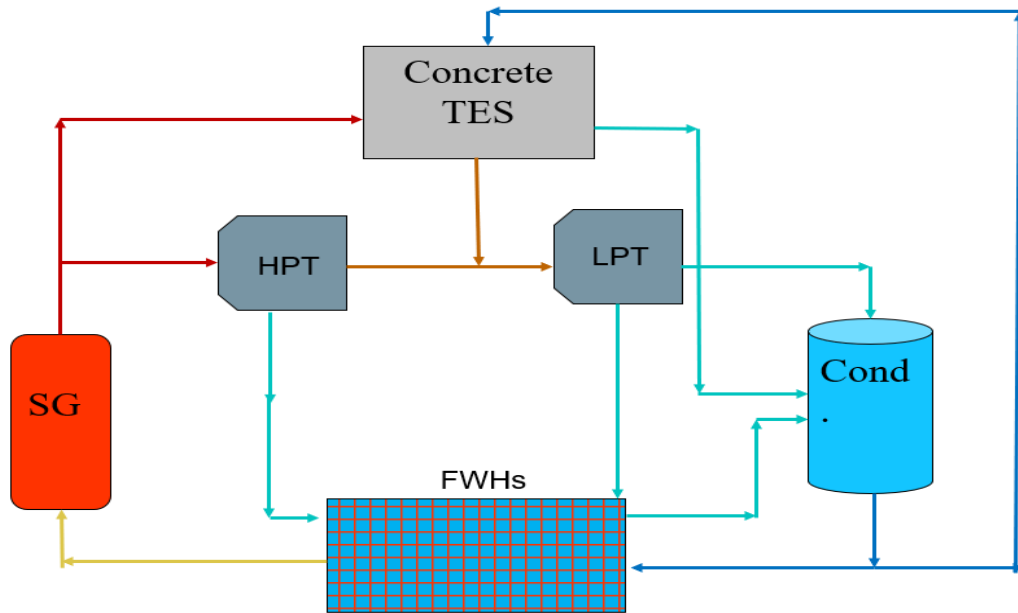 Concrete
TES
HPT
LPT
SG
Cond
.
FWHs